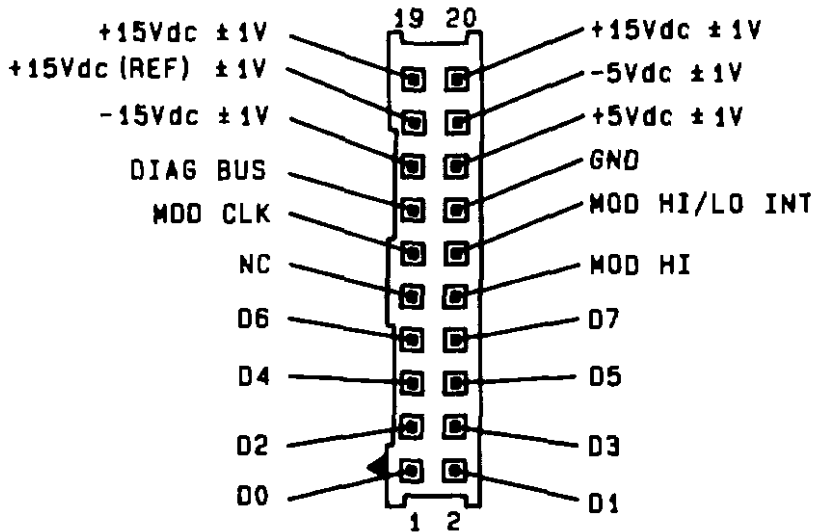 19 20
+15Vdc ± 1V
+15Vdc ± 1V
+15Vdc (REF) ± 1V
-5Vdc ± 1V
-15Vdc ± 1V
+5Vdc ± 1V
DIAG BUS
GND
MOD CLK
MOD HI/LO INT
NC
MOD HI
D6
D7
D4
D5
D2
D3
D0
D1
1 2